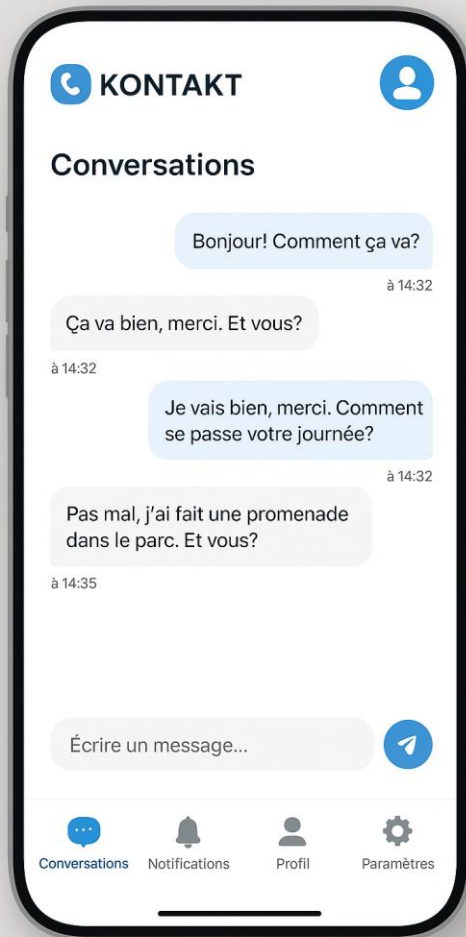 KONTAKT
Conversations
Bonjour! Comment ça va?
à 14:32
Ça va bien, merci. Et vous?
à 14:32
Je vais bien, merci. Comment
se passe votre journée?
à 14:32
Pas mal, j'ai fait une promenade
dans le parc. Et vous?
à 14:35
Écrire un message...
Conversations
Notifications
Profil
Paramètres